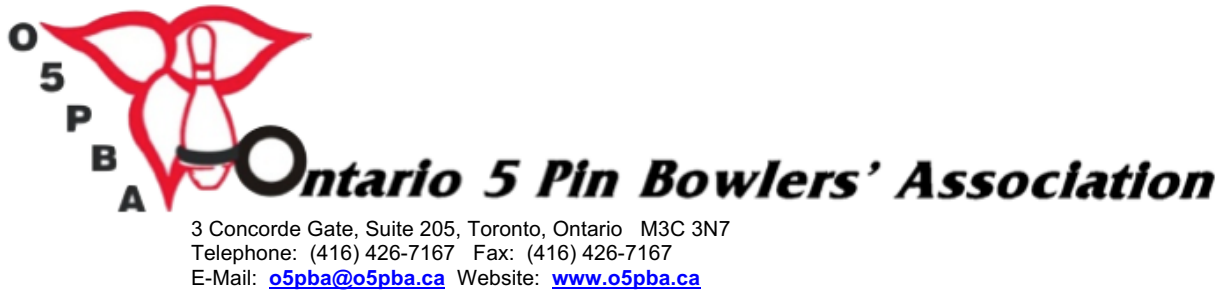 O
5
P
B
A
Ontario 5 Pin Bowlers' Association
3 Concorde Gate, Suite 205, Toronto, Ontario M3C 3N7
Telephone: (416) 426-7167 Fax: (416) 426-7167
E-Mail: o5pba@o5pba.ca Website: www.o5pba.ca